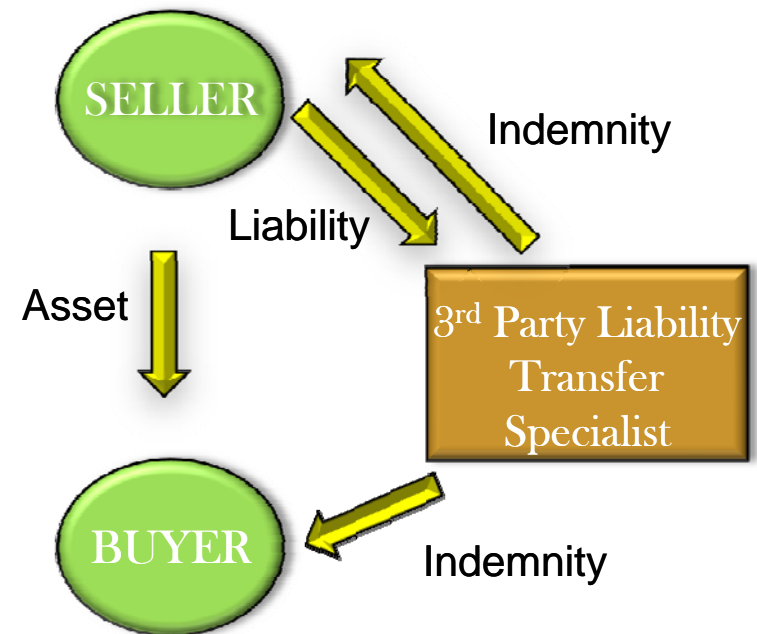 SELLER
Indemnity
Liability
Asset
3rd Party Liability
Transfer
Specialist
BUYER
Indemnity